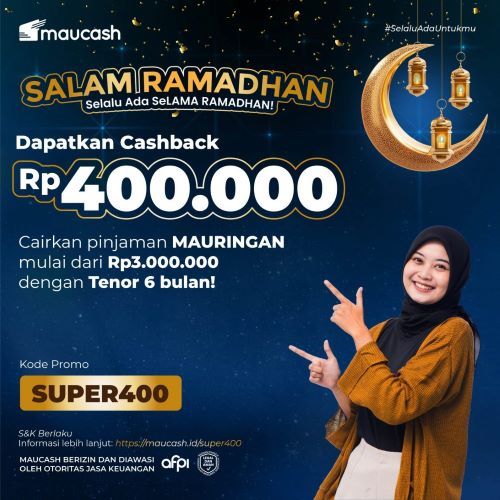 maucash
#SelaluAdaUntukmu
SALAM RAMADHAN
Selalu Ada SeLAMA RAMADHAN!
Dapatkan Cashback
Rp400.000
Cairkan pinjaman MAURINGAN
mulai dari Rp3.000.000
dengan Tenor 6 bulan!
Kode Promo
SUPER400
S&K Berlaku
Informasi lebih lanjut: https://maucash.id/super400
MAUCASH BERIZIN DAN DIAWASI
OLEH OTORITAS JASA KEUANGAN
afpi